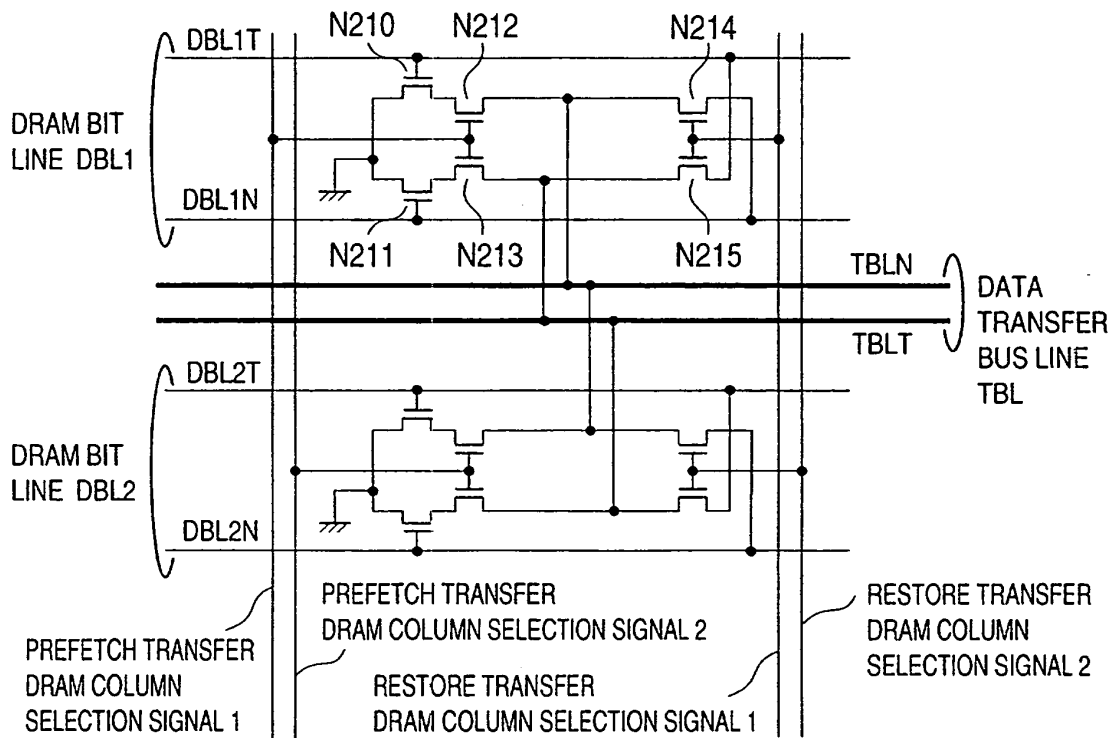 N210
N212
N214
DBL1T
DRAM BIT
LINE DBL1
DBL1N
N211
N213
N215
TBLN
TBLT
DATA
TRANSFER
BUS LINE
TBL
DBL2T
DRAM BIT
LINE DBL2
DBL2N
PREFETCH TRANSFER
DRAM COLUMN SELECTION SIGNAL 2
RESTORE TRANSFER
DRAM COLUMN
SELECTION SIGNAL 2
PREFETCH TRANSFER
DRAM COLUMN
SELECTION SIGNAL 1
RESTORE TRANSFER
DRAM COLUMN SELECTION SIGNAL 1